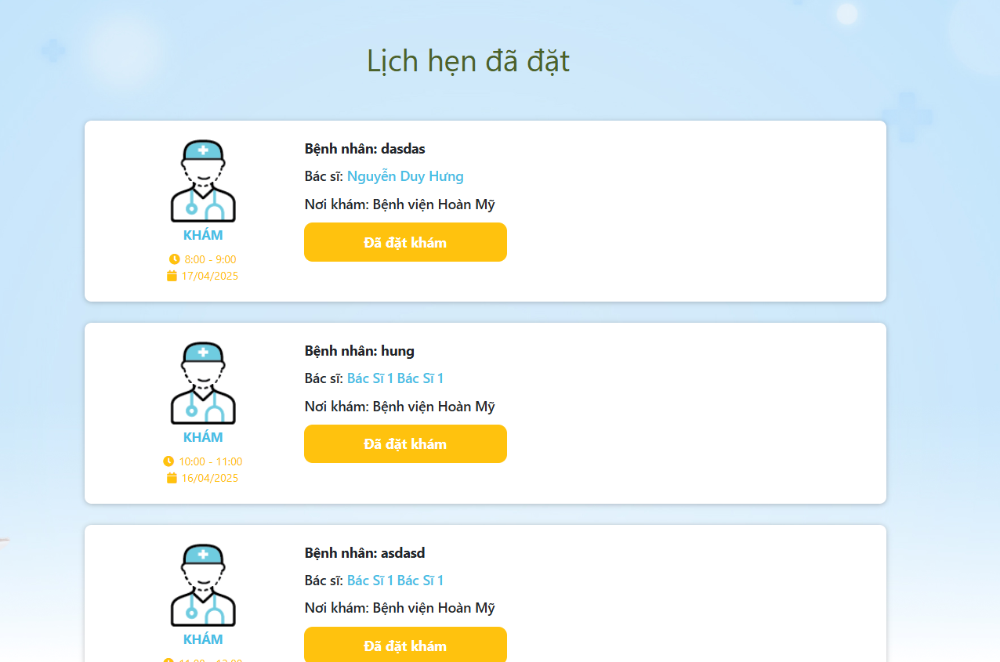 Lịch hẹn đã đặt
Bệnh nhân: dasdas
Bác sĩ: Nguyễn Duy Hưng
Nơi khám: Bệnh viện Hoàn Mỹ
Đã đặt khám
KHÁM
8:00 - 9:00
17/04/2025
Bệnh nhân: hung
Bác sĩ: Bác Sĩ 1 Bác Sĩ 1
Nơi khám: Bệnh viện Hoàn Mỹ
Đã đặt khám
KHÁM
10:00 - 11:00
16/04/2025
Bệnh nhân: asdasd
Bác sĩ: Bác Sĩ 1 Bác Sĩ 1
Nơi khám: Bệnh viện Hoàn Mỹ
Đã đặt khám
KHÁM